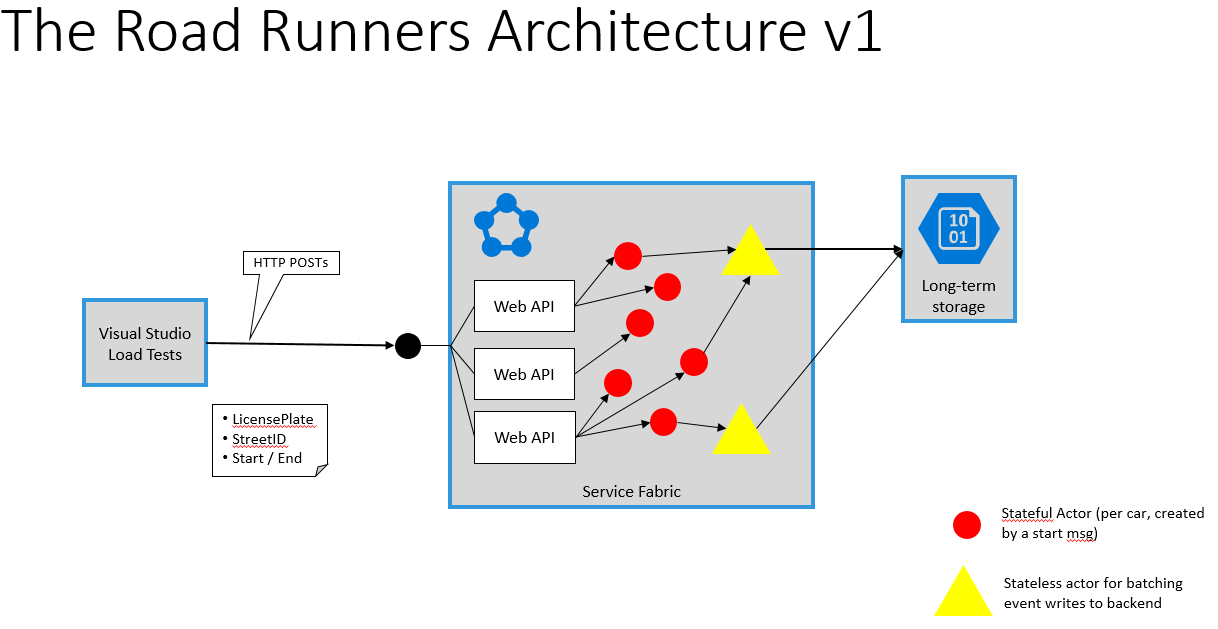 The Road Runners Architecture v1
HTTP POSTs
Visual Studio
Load Tests
• LicensePlate
• StreetID
• Start / End
Web API
Web API
Web API
Service Fabric
10
01
Long-term
storage
Stateful Actor (per car, created
by a start msg)
Stateless actor for batching
event writes to backend